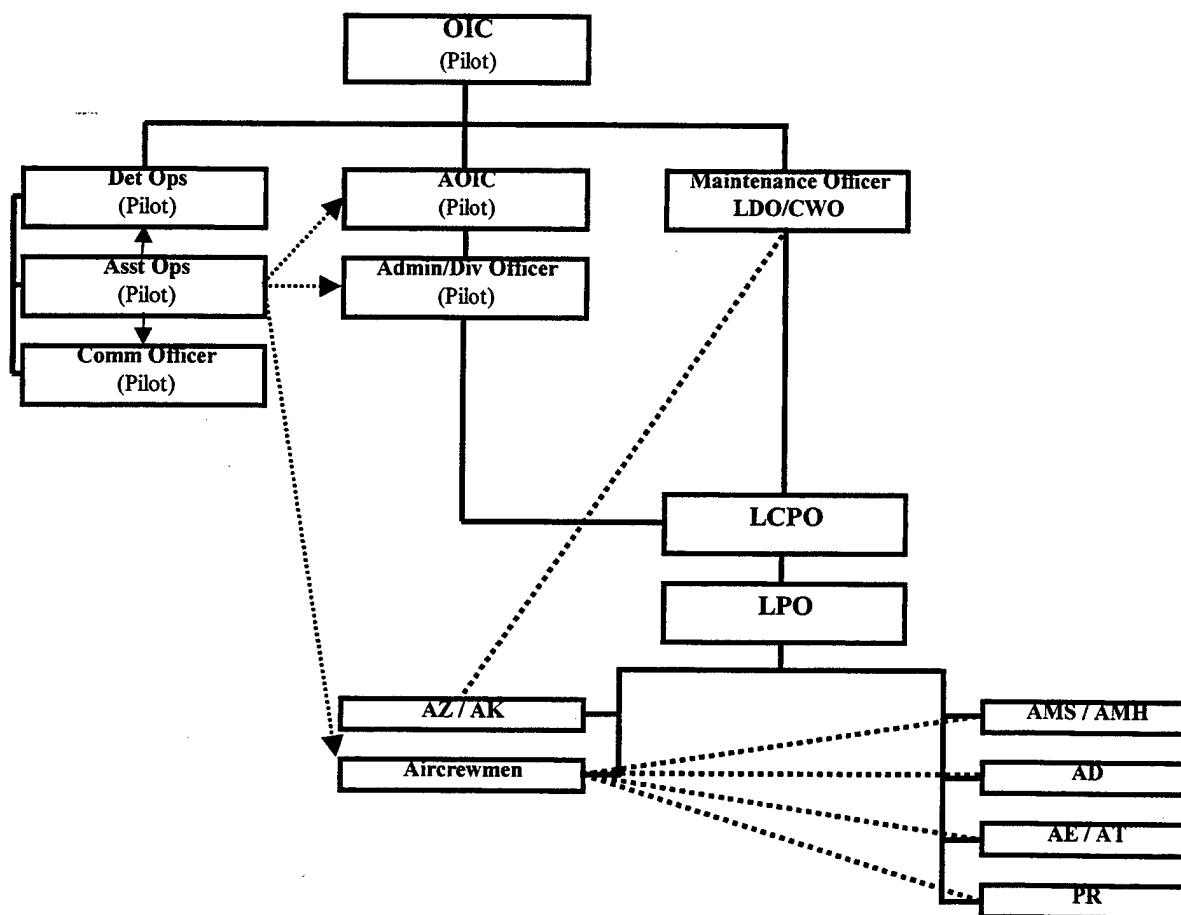 OIC
(Pilot)
Det Ops
(Pilot)
AOIC
(Pilot)
Maintenance Officer
LDO/CWO
Asst Ops
(Pilot)
Admin/Div Officer
(Pilot)
Comm Officer
(Pilot)
LCPO
LPO
AZ / AK
AMS / AMH
Aircrewmen
AD
AE / AT
PR